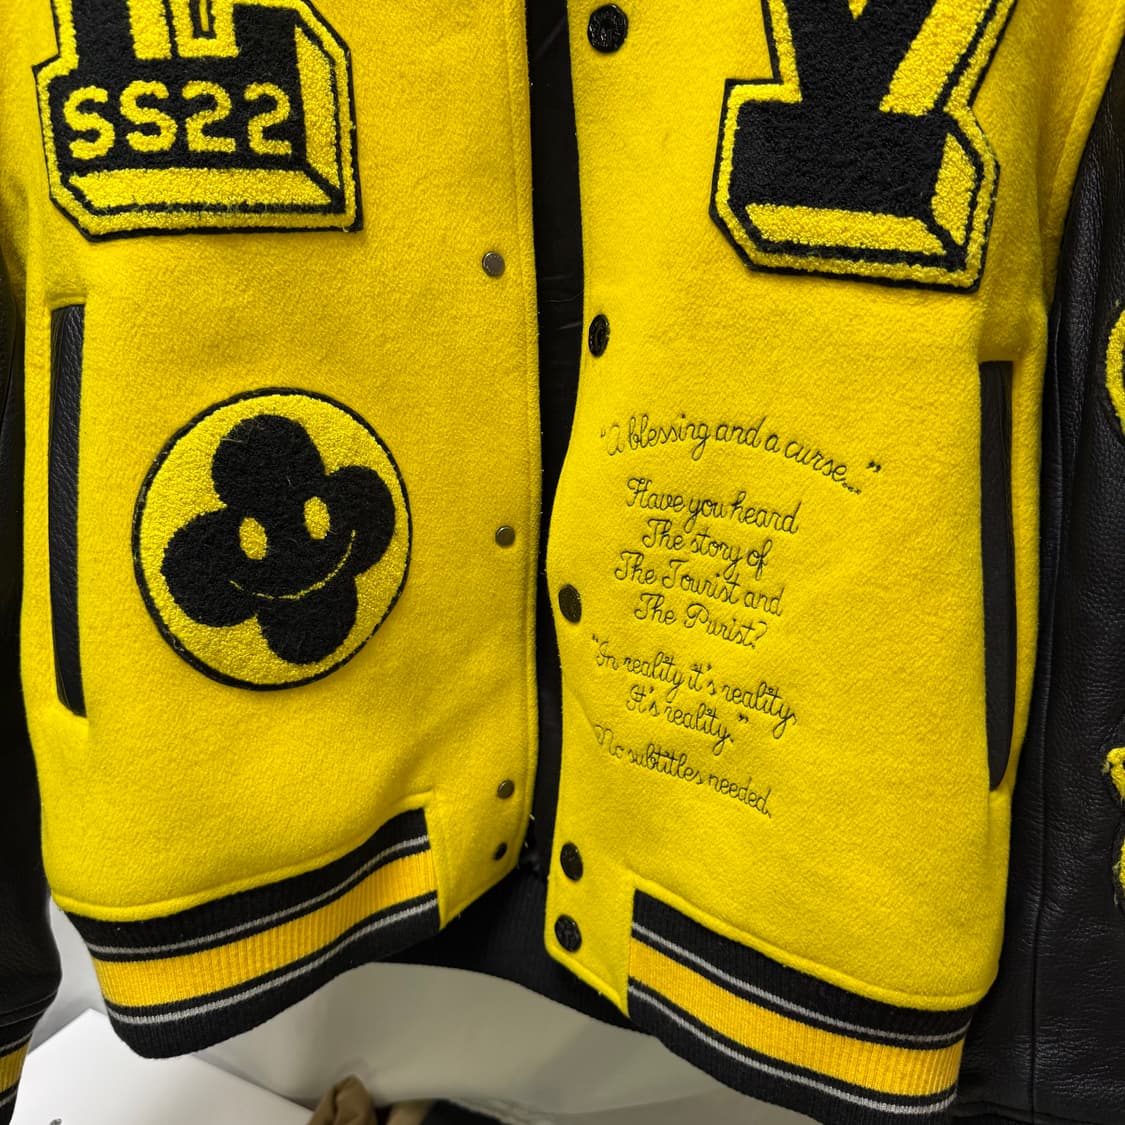 SS22
Y
“A blessing and a curse...”
Have you heard
The story of
The Tourist and
The Purist?
“In reality it's reality,
It's reality.”
No subtitles needed.